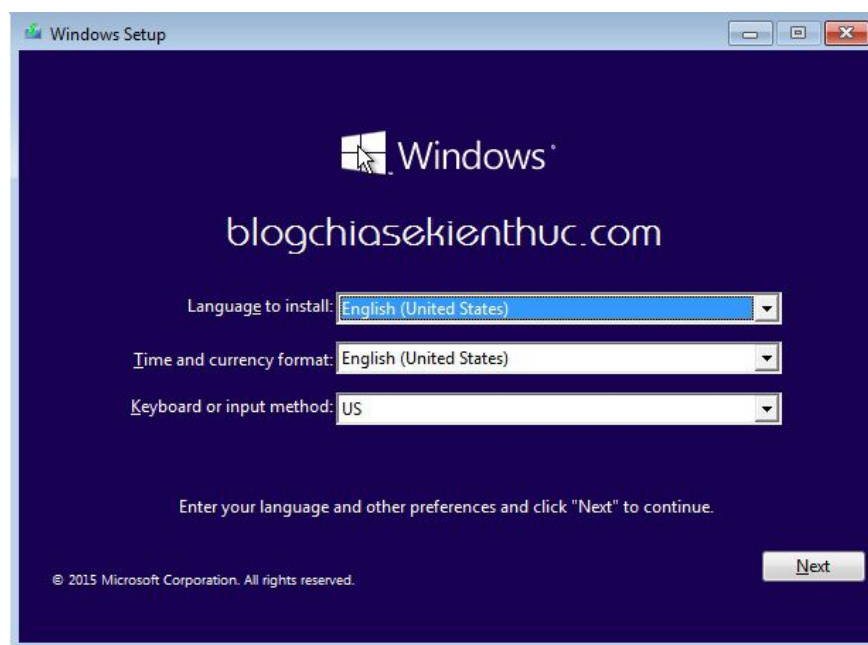 Windows Setup
Windows
blogchiasekienthuc.com
Language to install: English (United States)
Time and currency format: English (United States)
Keyboard or input method: US
Enter your language and other preferences and click "Next" to continue.
Next
© 2015 Microsoft Corporation. All rights reserved.